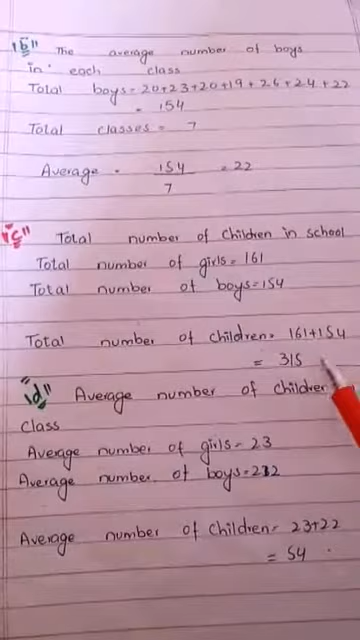 "b" The average number of boys
in each class
Total boys = 20+23+20+19+26+24+22
= 154
Total classes = 7
Average = 154/7 = 22
"c" Total number of Children in school
Total number of girls = 161
Total number of boys = 154
Total number of children = 161+154
= 315
"d" Average number of children
class
Average number of girls = 23
Average number of boys = 22
Average number of Children = 23+22
= 54